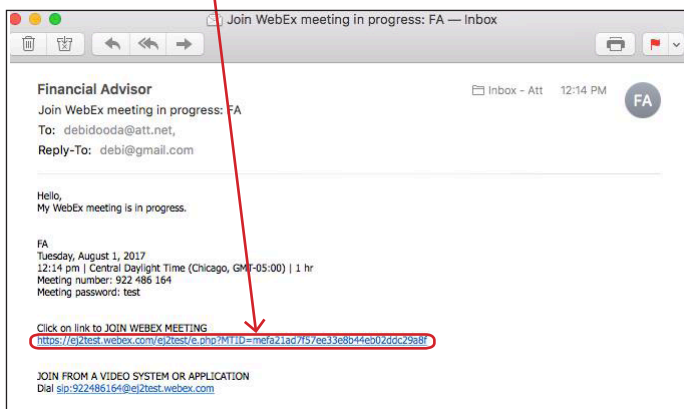 Join WebEx meeting in progress: FA — Inbox
Financial Advisor
Inbox - Att 12:14 PM
FA
Join WebEx meeting in progress: FA
To: debidooda@att.net,
Reply-To: debi@gmail.com
Hello,
My WebEx meeting is in progress.
FA
Tuesday, August 1, 2017
12:14 pm | Central Daylight Time (Chicago, GMT-05:00) | 1 hr
Meeting number: 922 486 164
Meeting password: test
Click on link to JOIN WEBEX MEETING
https://ej2test.webex.com/ej2test/e.php?MTID=mefa21ad7f57ee33e8b44eb02ddc29a8f
JOIN FROM A VIDEO SYSTEM OR APPLICATION
Dial sip:922486164@ej2test.webex.com